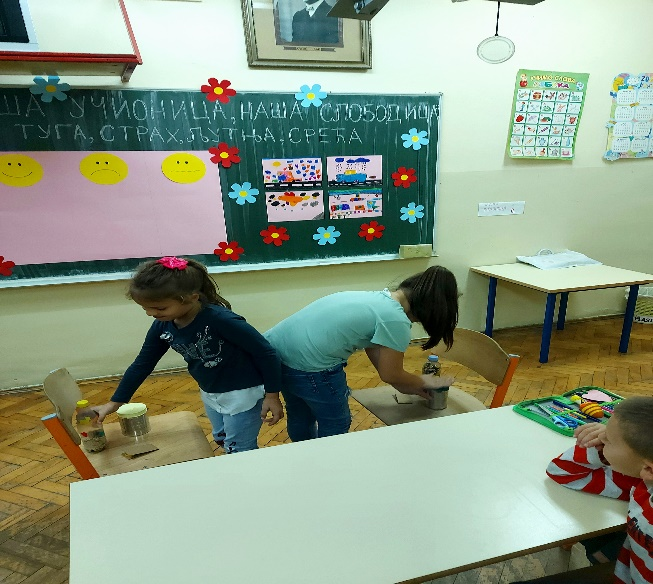 ША УЧИОНИЦА, НАША СЛОБОДИЦА
ТУГА, СТРАХ, ЉУТЊА, СРЕЋА